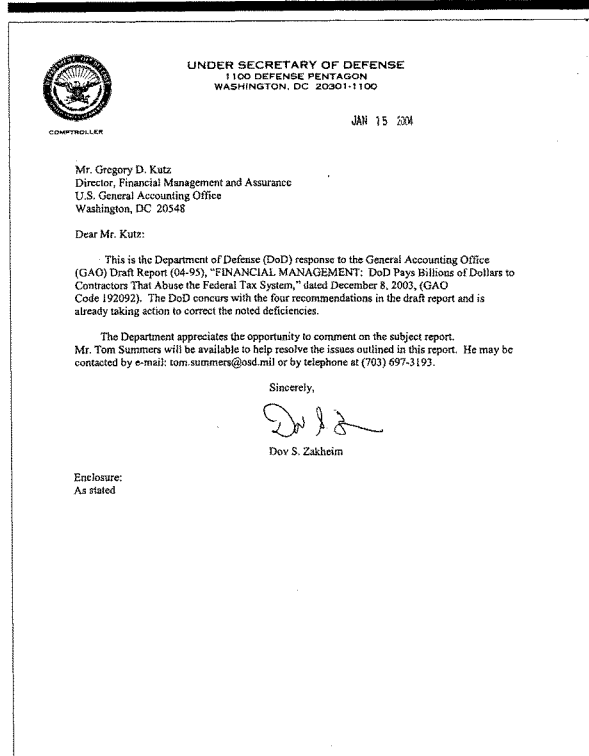 UNDER SECRETARY OF DEFENSE
1100 DEFENSE PENTAGON
WASHINGTON, DC 20301-1100
COMPTROLLER
JAN 15 2004
Mr. Gregory D. Kutz
Director, Financial Management and Assurance
U.S. General Accounting Office
Washington, DC 20548
Dear Mr. Kutz:
This is the Department of Defense (DoD) response to the General Accounting Office
(GAO) Draft Report (04-95), "FINANCIAL MANAGEMENT: DoD Pays Billions of Dollars to
Contractors That Abuse the Federal Tax System," dated December 8, 2003, (GAO
Code 192092). The DoD concurs with the four recommendations in the draft report and is
already taking action to correct the noted deficiencies.
The Department appreciates the opportunity to comment on the subject report.
Mr. Tom Summers will be available to help resolve the issues outlined in this report. He may be
contacted by e-mail: tom.summers@osd.mil or by telephone at (703) 697-3193.
Sincerely,
Dov S. Zakheim
Enclosure:
As stated